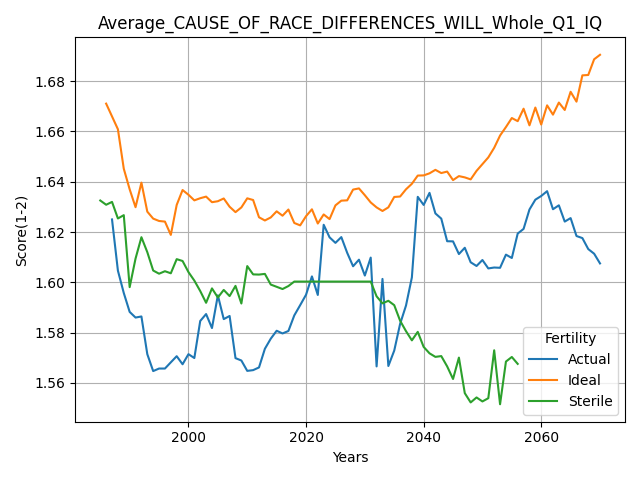 Average_CAUSE_OF_RACE_DIFFERENCES_WILL_Whole_Q1_IQ
Score(1-2)
1.68
1.66
1.64
1.62
1.60
1.58
1.56
2000
2020
2040
2060
Years
Fertility
Actual
Ideal
Sterile